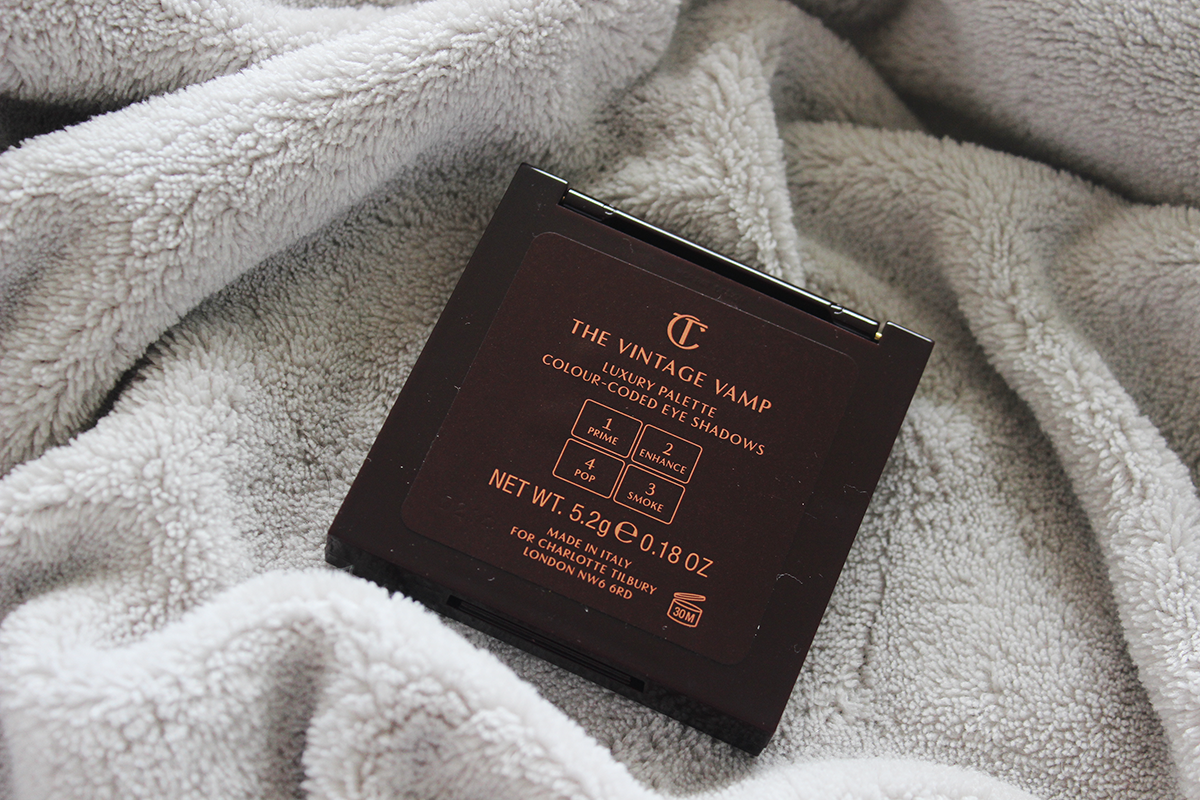 CT
THE VINTAGE VAMP
LUXURY PALETTE
COLOUR-CODED EYE SHADOWS
1
PRIME
2
ENHANCE
4
POP
3
SMOKE
NET WT. 5.2g ℮ 0.18 OZ
MADE IN ITALY
FOR CHARLOTTE TILBURY
LONDON NW6 6RD
30M